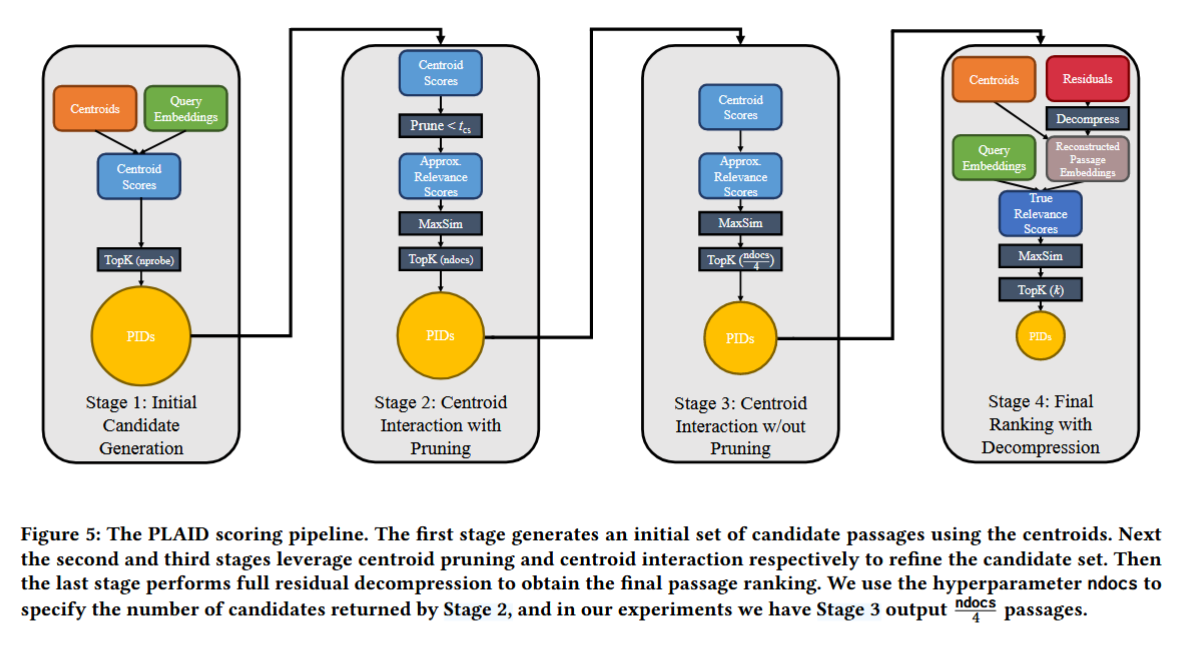 Centroids
Query
Embeddings
Centroid
Scores
TopK (nprobe)
PIDs
Stage 1: Initial
Candidate
Generation
Centroid
Scores
Prune < t_cs
Approx.
Relevance
Scores
MaxSim
TopK (ndocs)
PIDs
Stage 2: Centroid
Interaction with
Pruning
Centroid
Scores
Approx.
Relevance
Scores
MaxSim
TopK (ndocs/4)
PIDs
Stage 3: Centroid
Interaction w/out
Pruning
Centroids
Residuals
Decompress
Query
Embeddings
Reconstructed
Passage
Embeddings
True
Relevance
Scores
MaxSim
TopK (k)
PIDs
Stage 4: Final
Ranking with
Decompression
Figure 5: The PLAID scoring pipeline. The first stage generates an initial set of candidate passages using the centroids. Next
the second and third stages leverage centroid pruning and centroid interaction respectively to refine the candidate set. Then
the last stage performs full residual decompression to obtain the final passage ranking. We use the hyperparameter ndocs to
specify the number of candidates returned by Stage 2, and in our experiments we have Stage 3 output ndocs/4 passages.